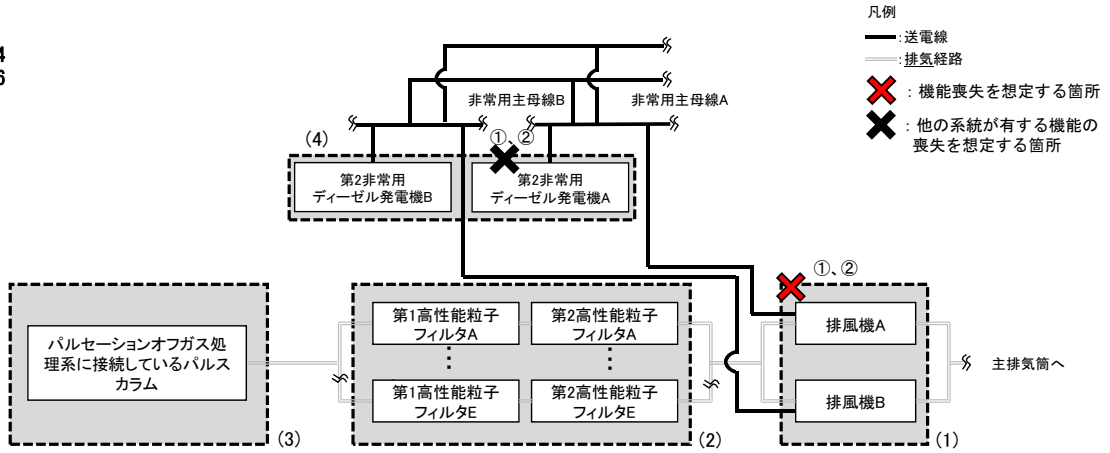 凡例
:送電線
:排気経路
:機能喪失を想定する箇所
:他の系統が有する機能の
喪失を想定する箇所
4
6
非常用主母線B
非常用主母線A
(4)
①、②
第2非常用
ディーゼル発電機B
第2非常用
ディーゼル発電機A
①、②
パルセーションオフガス処
理系に接続しているパルス
カラム
(3)
第1高性能粒子
フィルタA
第2高性能粒子
フィルタA
第1高性能粒子
フィルタE
第2高性能粒子
フィルタE
(2)
排風機A
排風機B
(1)
主排気筒へ